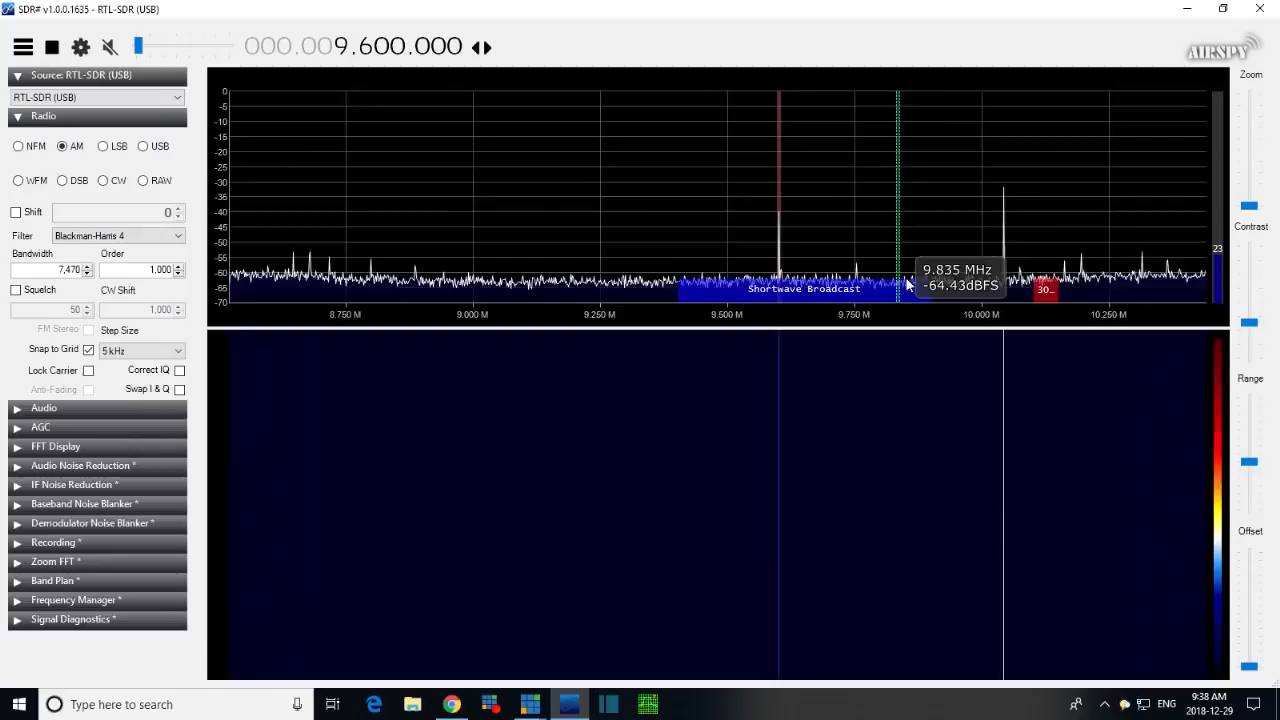 SDR# v1.0.0.1635 - RTL-SDR (USB)
000.009.600.000
AIRSPY
Source: RTL-SDR (USB)
RTL-SDR (USB)
Radio
NFM AM LSB USB
WFM DSB CW RAW
Shift 0
Filter Blackman-Harris 4
Bandwidth Order
7,470 1,000
Squelch CW Shift
50 1,000
FM Stereo Step Size
Snap to Grid 5 kHz
Lock Carrier Correct IQ
Anti-Fading Swap I & Q
Audio
AGC
FFT Display
Audio Noise Reduction *
IF Noise Reduction *
Baseband Noise Blanker *
Demodulator Noise Blanker *
Recording *
Zoom FFT *
Band Plan *
Frequency Manager *
Signal Diagnostics *
0
-5
-10
-15
-20
-25
-30
-35
-40
-45
-50
-55
-60
-65
-70
Shortwave Broadcast
9.835 MHz
-64.43dBFS
30...
8.750 M 9.000 M 9.250 M 9.500 M 9.750 M 10.000 M 10.250 M
23
Zoom
Contrast
Range
Offset
Type here to search
ENG
9:38 AM
2018-12-29